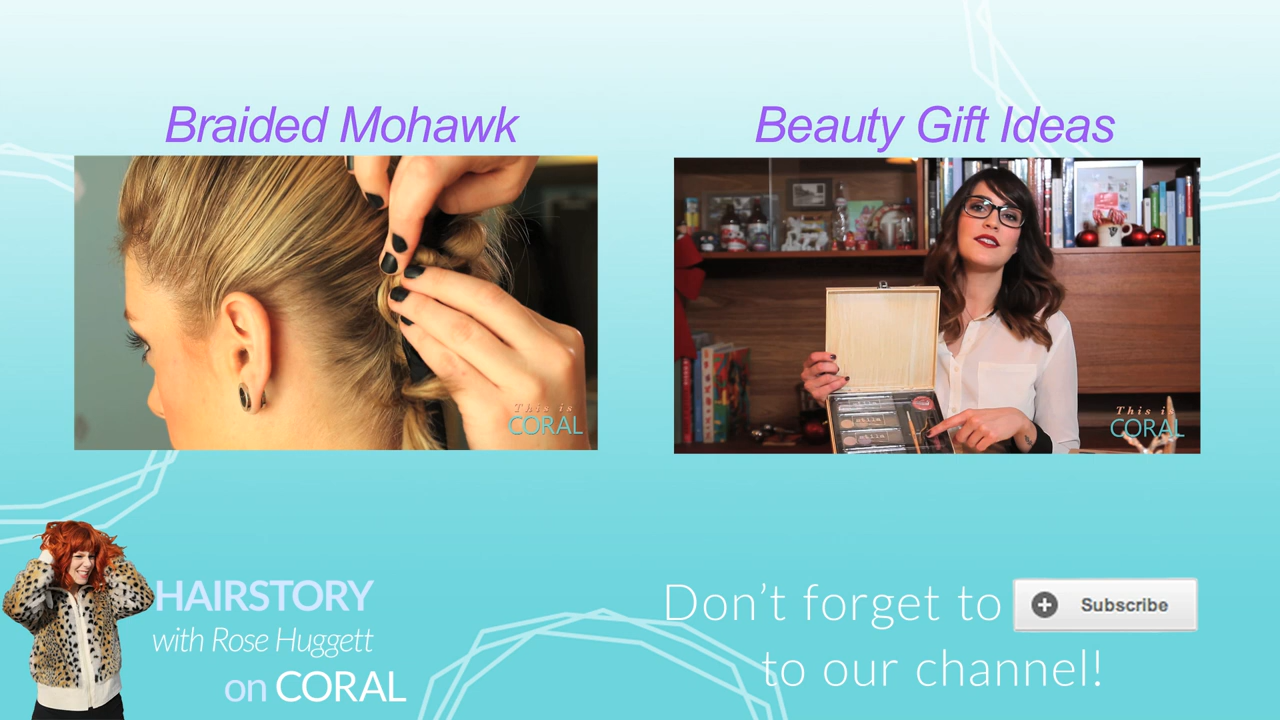 Braided Mohawk
Beauty Gift Ideas
This is
CORAL
This is
CORAL
HAIRSTORY
with Rose Huggett
on CORAL
Don't forget to
Subscribe
to our channel!